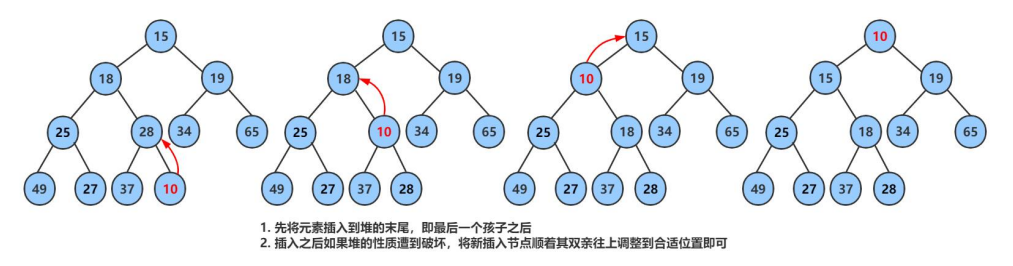 15 15 15 10
18 19 18 19 10 19 15 19
25 28 34 65 25 10 34 65 25 18 34 65 25 18 34 65
49 27 37 10 49 27 37 28 49 27 37 28 49 27 37 28
1. 先将元素插入到堆的末尾，即最后一个孩子之后
2. 插入之后如果堆的性质遭到破坏，将新插入节点顺着其双亲往上调整到合适位置即可